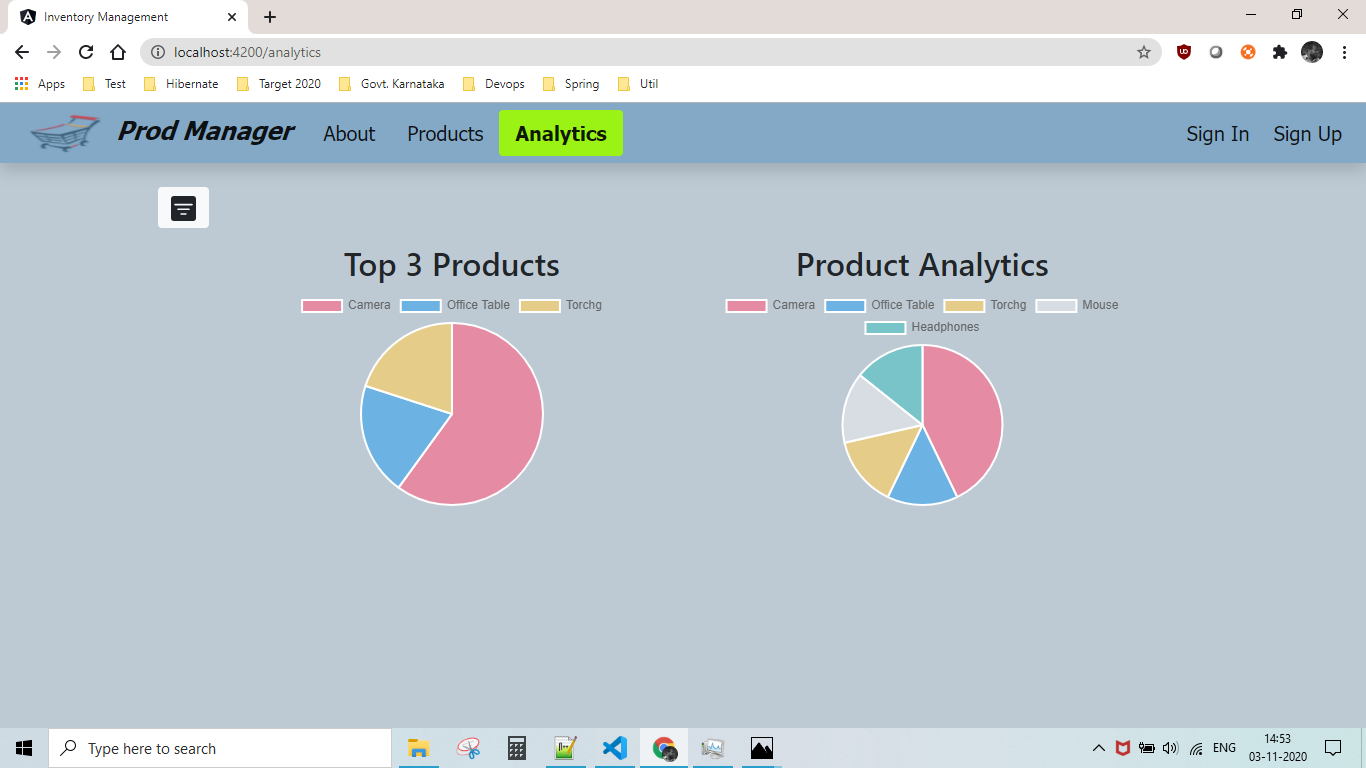 Inventory Management
localhost:4200/analytics
Apps Test Hibernate Target 2020 Govt. Karnataka Devops Spring Util
Prod Manager About Products Analytics Sign In Sign Up
Top 3 Products
Camera Office Table Torchg
Product Analytics
Camera Office Table Torchg Mouse
Headphones
Type here to search
ENG
14:53
03-11-2020